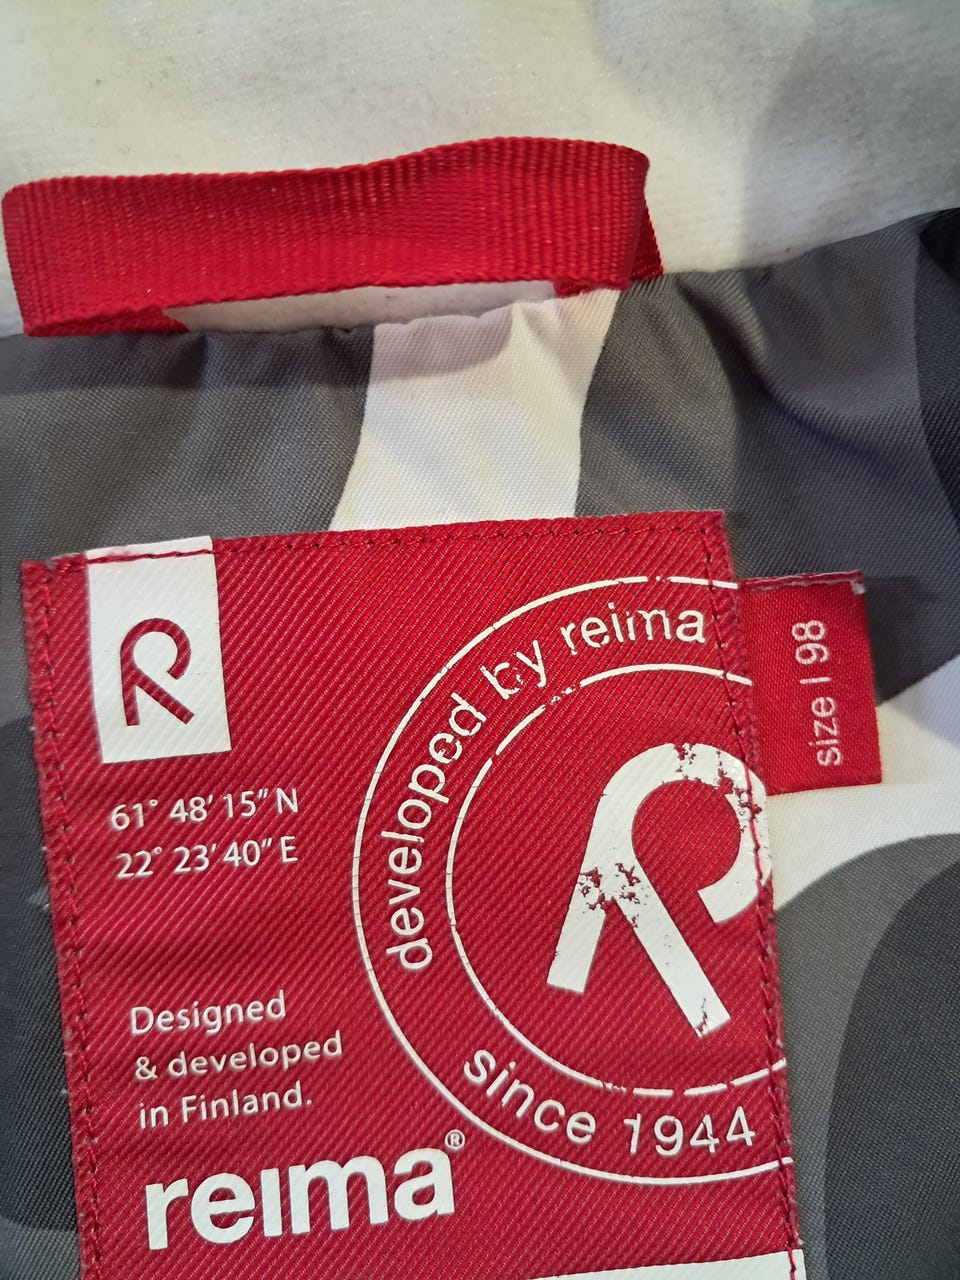 developed by reima
size | 98
61° 48′ 15″ N
22° 23′ 40″ E
Designed
& developed
in Finland.
since 1944
reima®